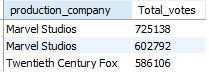 production_company Total_votes
Marvel Studios 725138
Marvel Studios 602792
Twentieth Century Fox 586106